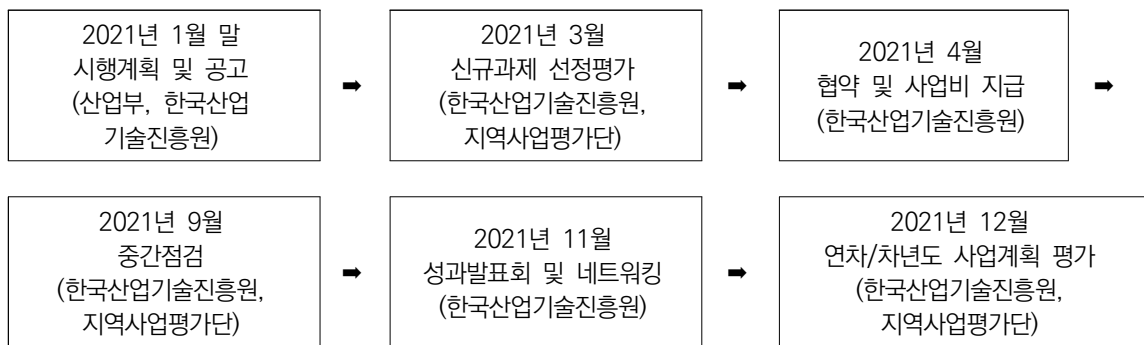 2021년 1월 말
시행계획 및 공고
(산업부, 한국산업
기술진흥원)
➡
2021년 3월
신규과제 선정평가
(한국산업기술진흥원,
지역사업평가단)
➡
2021년 4월
협약 및 사업비 지급
(한국산업기술진흥원)
➡
2021년 9월
중간점검
(한국산업기술진흥원,
지역사업평가단)
➡
2021년 11월
성과발표회 및 네트워킹
(한국산업기술진흥원)
➡
2021년 12월
연차/차년도 사업계획 평가
(한국산업기술진흥원,
지역사업평가단)